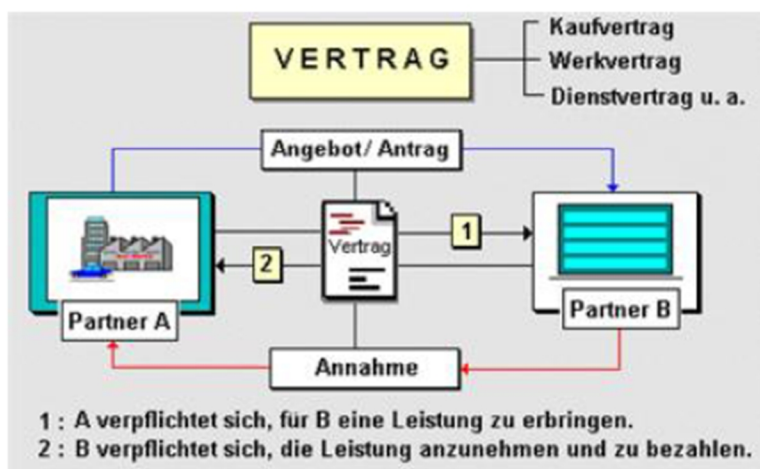 VERTRAG
Kaufvertrag
Werkvertrag
Dienstvertrag u. a.
Angebot/ Antrag
Vertrag
1
2
Partner A
Partner B
Annahme
1 : A verpflichtet sich, für B eine Leistung zu erbringen.
2 : B verpflichtet sich, die Leistung anzunehmen und zu bezahlen.